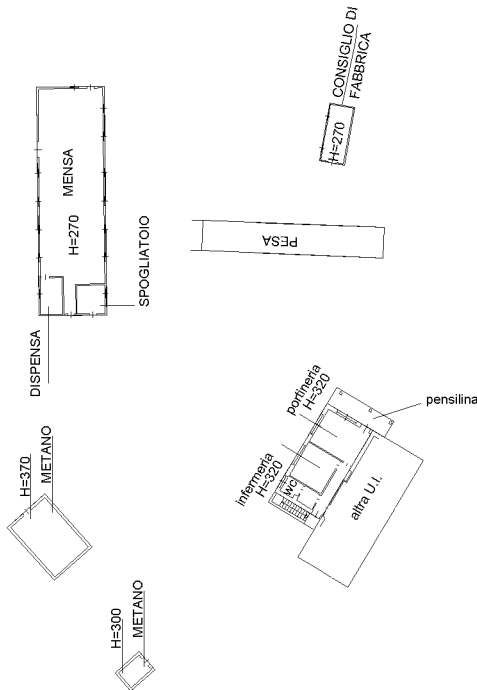 CONSIGLIO DI
FABBRICA
H=270
MENSA
H=270
PESA
SPOGLIATOIO
DISPENSA
portineria
H=320
pensilina
infermeria
H=320
wc
altra U.I.
H=370
METANO
H=300
METANO